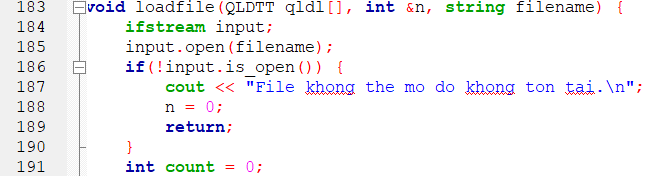 183 void loadfile(QLDTT qldl[], int &n, string filename) {
184 ifstream input;
185 input.open(filename);
186 if(!input.is_open()) {
187 cout << "File khong the mo do khong ton tai.\n";
188 n = 0;
189 return;
190 }
191 int count = 0;